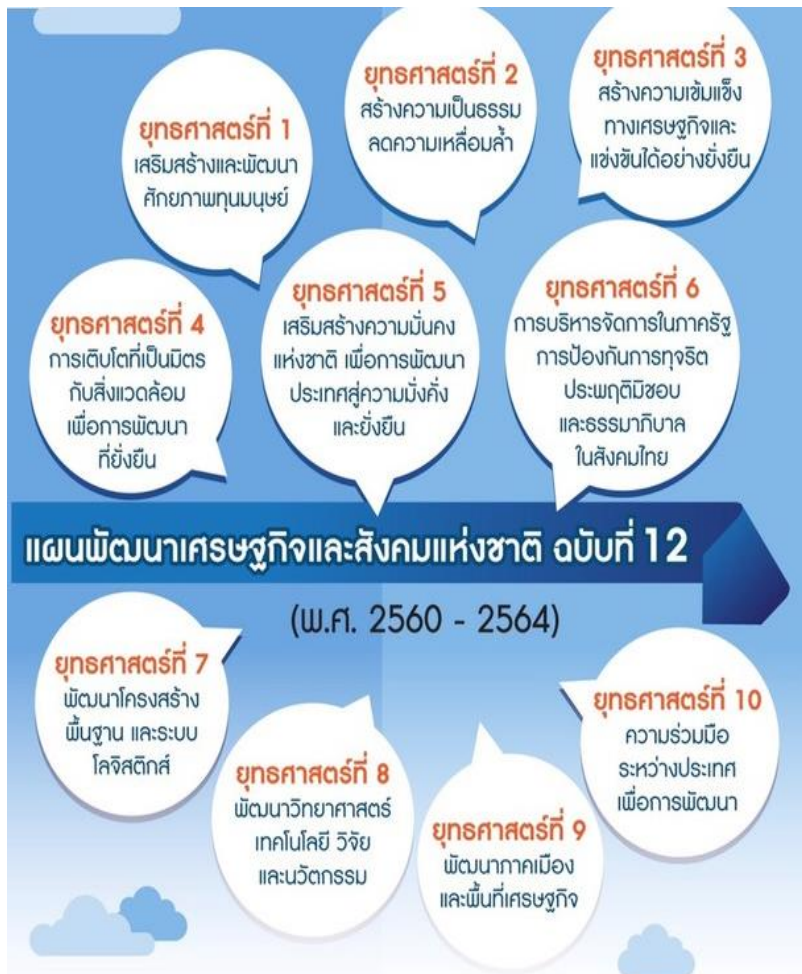 ยุทธศาสตร์ที่ 1
เสริมสร้างและพัฒนา
ศักยภาพทุนมนุษย์
ยุทธศาสตร์ที่ 2
สร้างความเป็นธรรม
ลดความเหลื่อมล้ำ
ยุทธศาสตร์ที่ 3
สร้างความเข้มแข็ง
ทางเศรษฐกิจและ
แข่งขันได้อย่างยั่งยืน
ยุทธศาสตร์ที่ 4
การเติบโตที่เป็นมิตร
กับสิ่งแวดล้อม
เพื่อการพัฒนา
ที่ยั่งยืน
ยุทธศาสตร์ที่ 5
เสริมสร้างความมั่นคง
แห่งชาติ เพื่อการพัฒนา
ประเทศสู่ความมั่งคั่ง
และยั่งยืน
ยุทธศาสตร์ที่ 6
การบริหารจัดการในภาครัฐ
การป้องกันการทุจริต
ประพฤติมิชอบ
และธรรมาภิบาล
ในสังคมไทย
แผนพัฒนาเศรษฐกิจและสังคมแห่งชาติ ฉบับที่ 12
(พ.ศ. 2560 - 2564)
ยุทธศาสตร์ที่ 7
พัฒนาโครงสร้าง
พื้นฐาน และระบบ
โลจิสติกส์
ยุทธศาสตร์ที่ 8
พัฒนาวิทยาศาสตร์
เทคโนโลยี วิจัย
และนวัตกรรม
ยุทธศาสตร์ที่ 9
พัฒนาภาคเมือง
และพื้นที่เศรษฐกิจ
ยุทธศาสตร์ที่ 10
ความร่วมมือ
ระหว่างประเทศ
เพื่อการพัฒนา